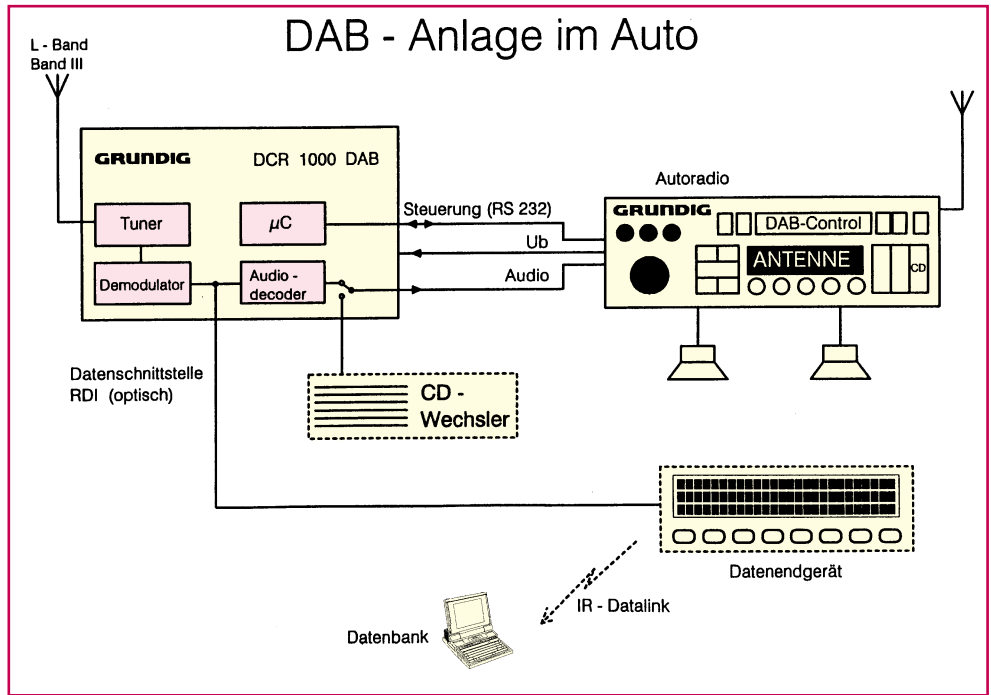 DAB - Anlage im Auto
L - Band
Band III
GRUNDIG DCR 1000 DAB
Tuner
µC
Demodulator
Audio -
decoder
Steuerung (RS 232)
Ub
Audio
Autoradio
GRUNDIG
DAB-Control
ANTENNE
CD
Datenschnittstelle
RDI (optisch)
CD -
Wechsler
Datenendgerät
IR - Datalink
Datenbank